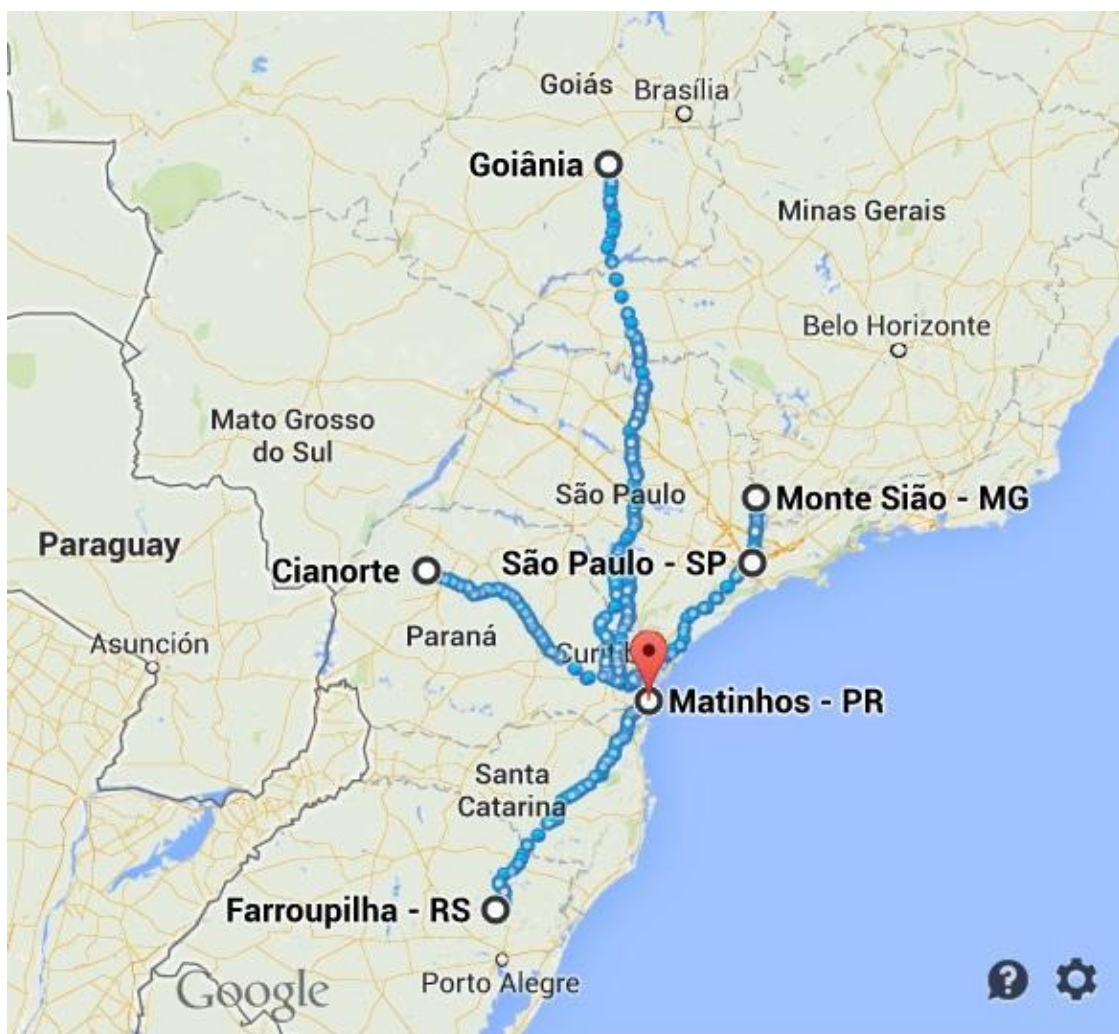 Goiás
Brasília
Goiânia
Minas Gerais
Belo Horizonte
Mato Grosso
do Sul
São Paulo
Monte Sião - MG
Paraguay
São Paulo - SP
Cianorte
Paraná
Asunción
Matinhos - PR
Santa
Catarina
Farroupilha - RS
Porto Alegre
Google
?